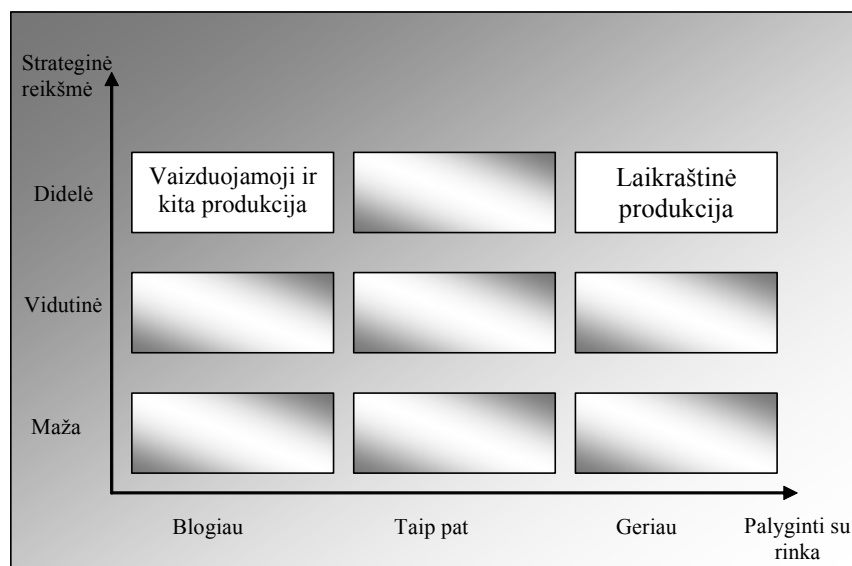 Strateginė
reikšmė
Didelė
Vaizduojamoji ir
kita produkcija
Laikraštinė
produkcija
Vidutinė
Maža
Blogiau
Taip pat
Geriau
Palyginti su
rinka